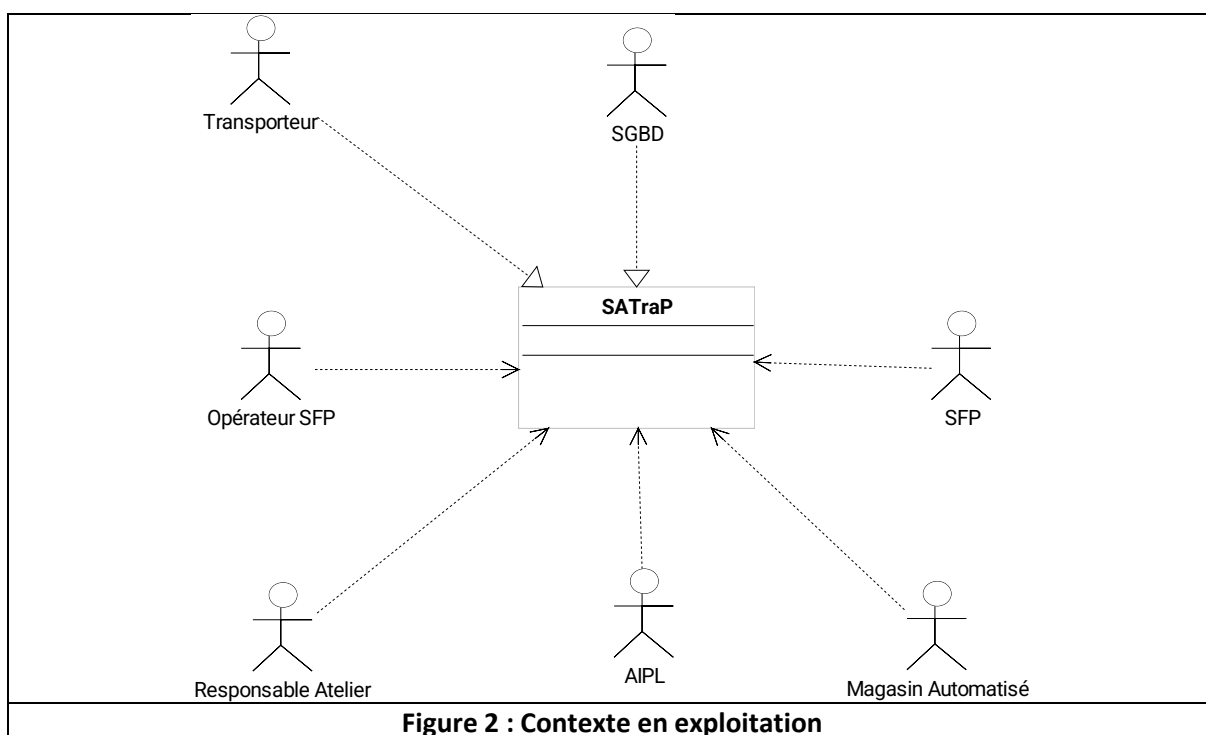 Transporteur
SGBD
SATraP
Opérateur SFP
SFP
Responsable Atelier
AIPL
Magasin Automatisé
Figure 2 : Contexte en exploitation